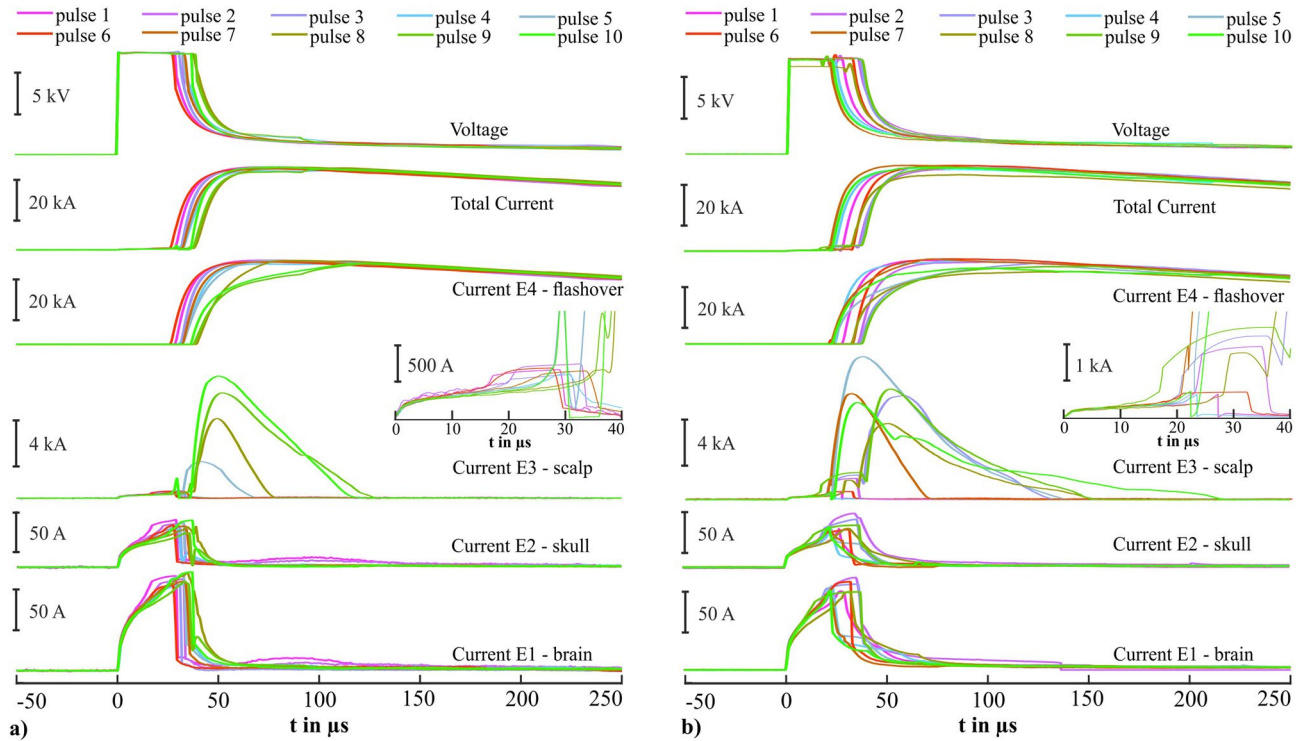 pulse 1 pulse 2 pulse 3 pulse 4 pulse 5
pulse 6 pulse 7 pulse 8 pulse 9 pulse 10
5 kV
Voltage
20 kA
Total Current
20 kA
Current E4 - flashover
500 A
0 10 20 30 40
t in µs
4 kA
Current E3 - scalp
50 A
Current E2 - skull
50 A
Current E1 - brain
-50 0 50 100 150 200 250
t in µs
a)
pulse 1 pulse 2 pulse 3 pulse 4 pulse 5
pulse 6 pulse 7 pulse 8 pulse 9 pulse 10
5 kV
Voltage
20 kA
Total Current
20 kA
Current E4 - flashover
1 kA
0 10 20 30 40
t in µs
4 kA
Current E3 - scalp
50 A
Current E2 - skull
50 A
Current E1 - brain
-50 0 50 100 150 200 250
t in µs
b)